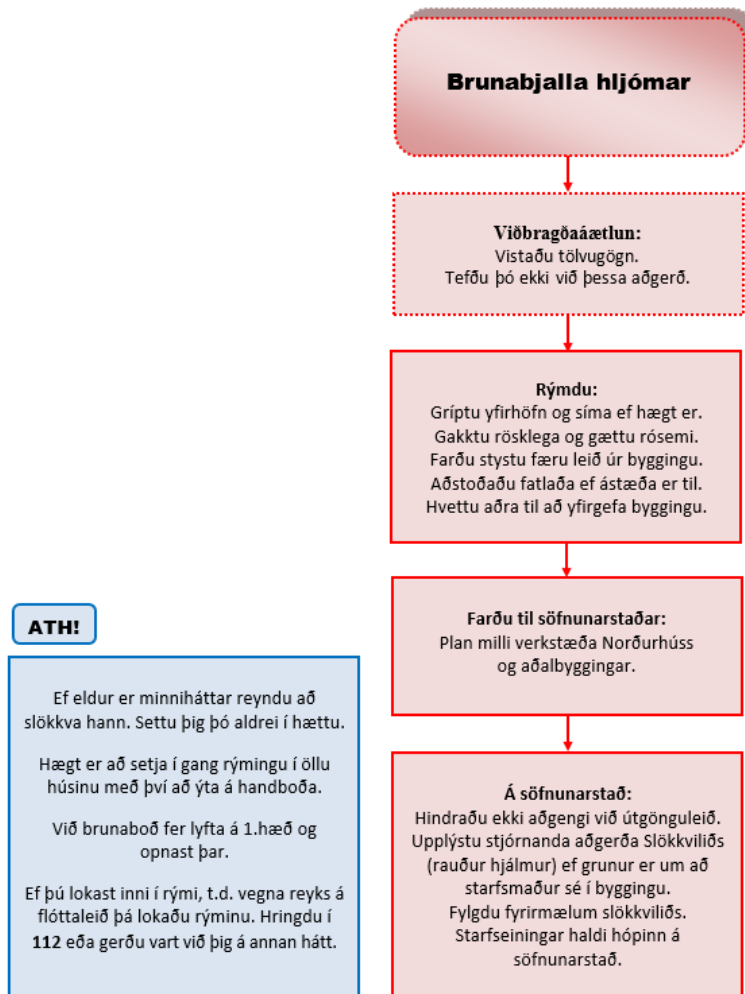 Brunabjalla hljómar
Viðbragðaáætlun:
Vistaðu tölvugögn.
Tefðu þó ekki við þessa aðgerð.
Rýmdu:
Gríptu yfirhöfn og síma ef hægt er.
Gakktu rösklega og gættu rósemi.
Farðu stystu færu leið úr byggingu.
Aðstoðaðu fatlaða ef ástæða er til.
Hvettu aðra til að yfirgefa byggingu.
Farðu til söfnunarstaðar:
Plan milli verkstæða Norðurhúss
og aðalbyggingar.
Á söfnunarstað:
Hindraðu ekki aðgengi við útgönguleið.
Upplýstu stjórnanda aðgerða Slökkviliðs
(rauður hjálmur) ef grunur er um að
starfsmaður sé í byggingu.
Fylgdu fyrirmælum slökkviliðs.
Starfseiningar haldi hópinn á
söfnunarstað.
ATH!
Ef eldur er minniháttar reyndu að
slökkva hann. Settu þig þó aldrei í hættu.
Hægt er að setja í gang rýmingu í öllu
húsinu með því að ýta á handboða.
Við brunaboð fer lyfta á 1.hæð og
opnast þar.
Ef þú lokast inni í rými, t.d. vegna reyks á
flóttaleið þá lokaðu rýminu. Hringdu í
112 eða gerðu vart við þig á annan hátt.